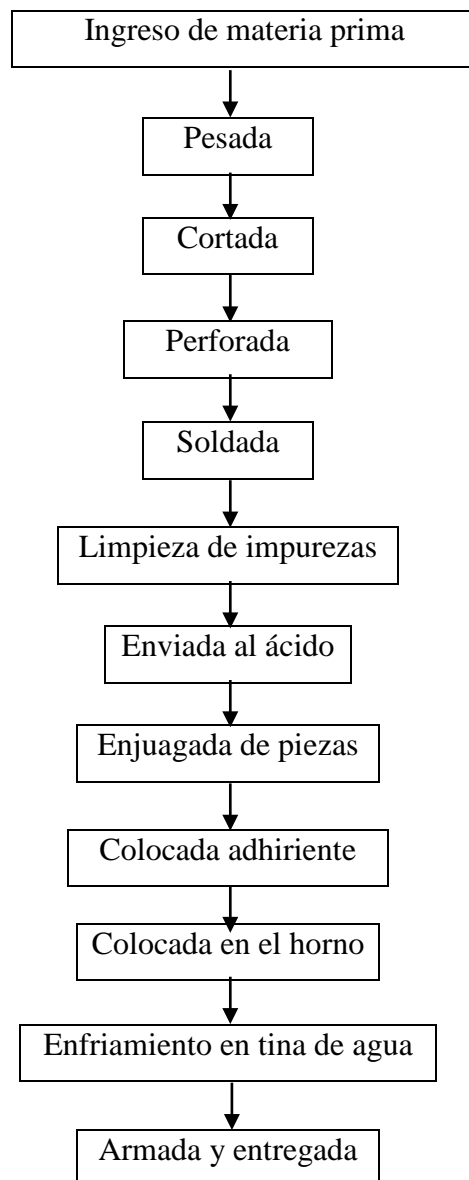 Ingreso de materia prima
Pesada
Cortada
Perforada
Soldada
Limpieza de impurezas
Enviada al ácido
Enjuagada de piezas
Colocada adhiriente
Colocada en el horno
Enfriamiento en tina de agua
Armada y entregada